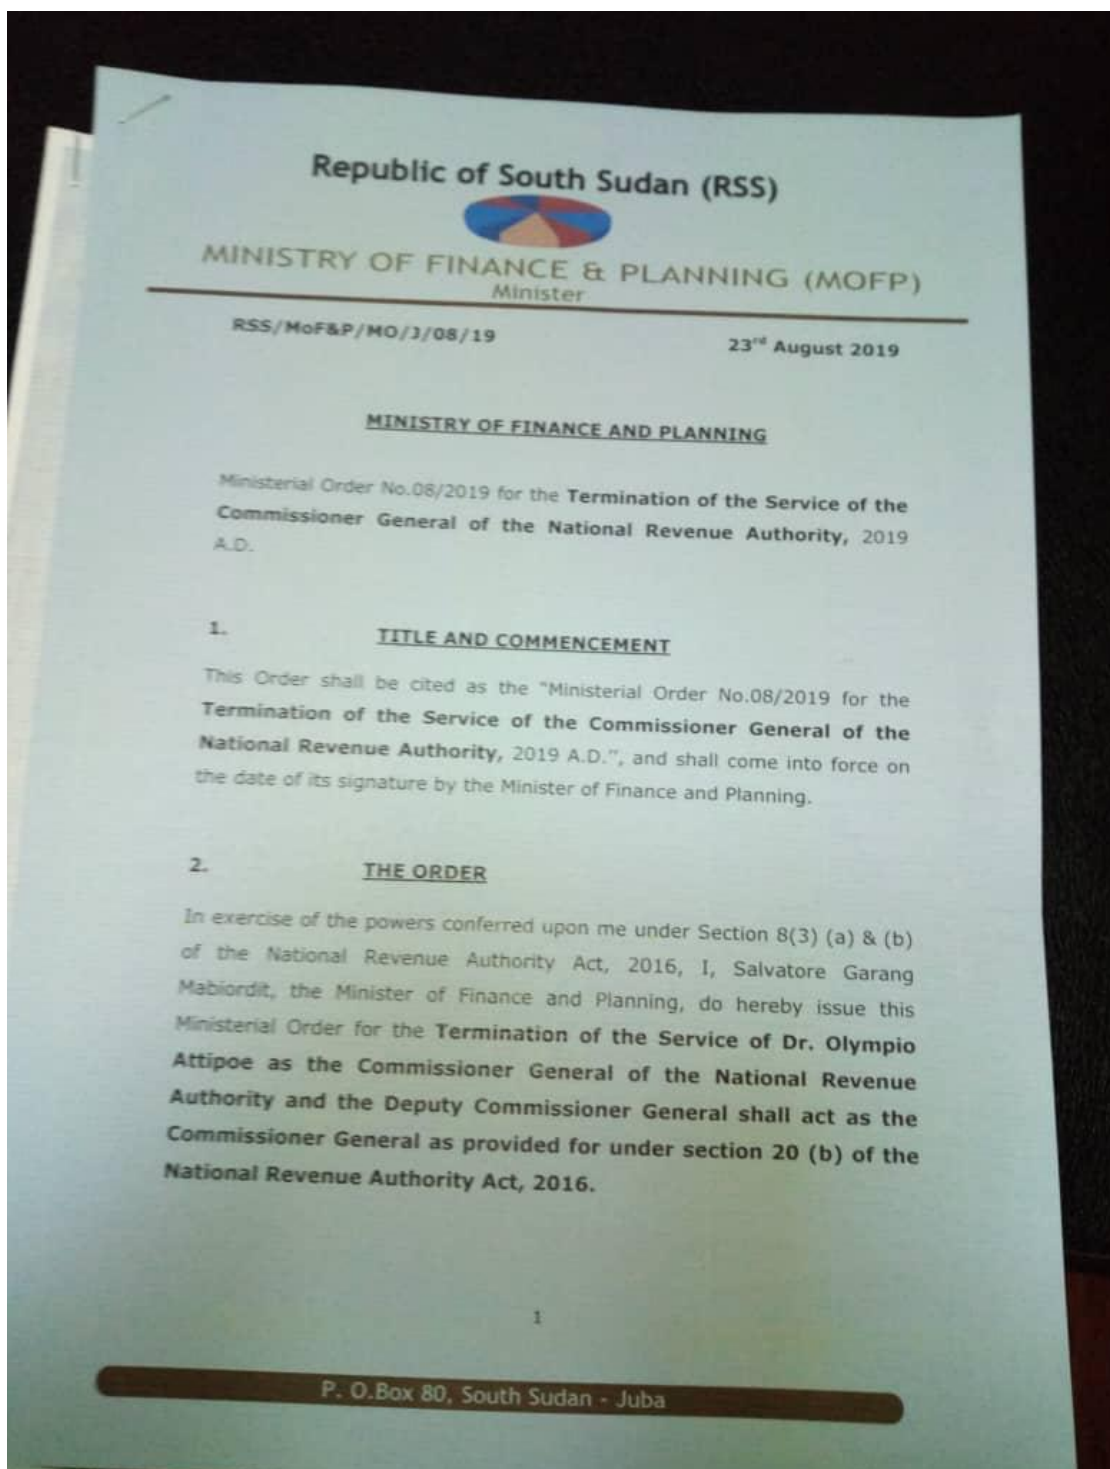 Republic of South Sudan (RSS)
MINISTRY OF FINANCE & PLANNING (MOFP)
Minister
RSS/MoF&P/MO/J/08/19
23rd August 2019
MINISTRY OF FINANCE AND PLANNING
Ministerial Order No.08/2019 for the Termination of the Service of the
Commissioner General of the National Revenue Authority, 2019
A.D.
1.
TITLE AND COMMENCEMENT
This Order shall be cited as the "Ministerial Order No.08/2019 for the
Termination of the Service of the Commissioner General of the
National Revenue Authority, 2019 A.D.", and shall come into force on
the date of its signature by the Minister of Finance and Planning.
2.
THE ORDER
In exercise of the powers conferred upon me under Section 8(3) (a) & (b)
of the National Revenue Authority Act, 2016, I, Salvatore Garang
Mabiordit, the Minister of Finance and Planning, do hereby issue this
Ministerial Order for the Termination of the Service of Dr. Olympio
Attipoe as the Commissioner General of the National Revenue
Authority and the Deputy Commissioner General shall act as the
Commissioner General as provided for under section 20 (b) of the
National Revenue Authority Act, 2016.
1
P. O.Box 80, South Sudan - Juba